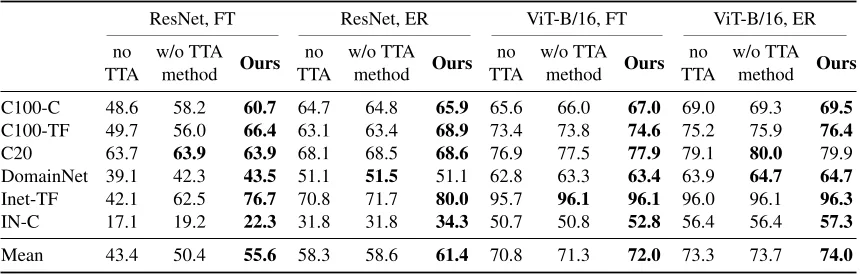 ResNet, FT ResNet, ER ViT-B/16, FT ViT-B/16, ER
no TTA w/o TTA method Ours no TTA w/o TTA method Ours no TTA w/o TTA method Ours no TTA w/o TTA method Ours
C100-C 48.6 58.2 60.7 64.7 64.8 65.9 65.6 66.0 67.0 69.0 69.3 69.5
C100-TF 49.7 56.0 66.4 63.1 63.4 68.9 73.4 73.8 74.6 75.2 75.9 76.4
C20 63.7 63.9 63.9 68.1 68.5 68.6 76.9 77.5 77.9 79.1 80.0 79.9
DomainNet 39.1 42.3 43.5 51.1 51.5 51.1 62.8 63.3 63.4 63.9 64.7 64.7
Inet-TF 42.1 62.5 76.7 70.8 71.7 80.0 95.7 96.1 96.1 96.0 96.1 96.3
IN-C 17.1 19.2 22.3 31.8 31.8 34.3 50.7 50.8 52.8 56.4 56.4 57.3
Mean 43.4 50.4 55.6 58.3 58.6 61.4 70.8 71.3 72.0 73.3 73.7 74.0